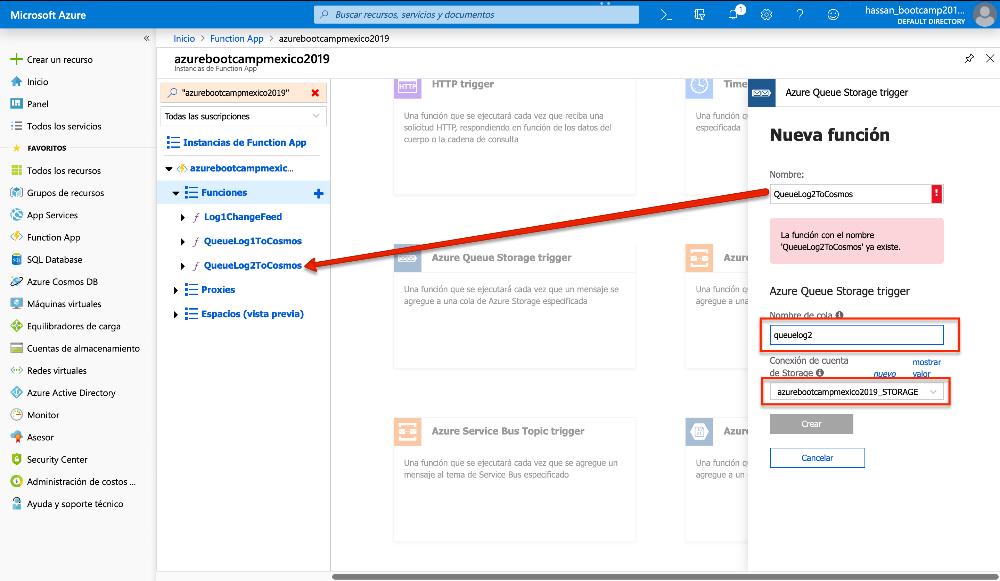 Microsoft Azure
Buscar recursos, servicios y documentos
1
hassan_bootcamp201...
DEFAULT DIRECTORY
Crear un recurso
Inicio
Panel
Todos los servicios
FAVORITOS
Todos los recursos
Grupos de recursos
App Services
Function App
SQL
SQL Database
Azure Cosmos DB
Máquinas virtuales
Equilibradores de carga
Cuentas de almacenamiento
Redes virtuales
Azure Active Directory
Monitor
Asesor
Security Center
Administración de costos ...
Ayuda y soporte técnico
Inicio > Function App > azurebootcampmexico2019
azurebootcampmexico2019
Instancias de Function App
"azurebootcampmexico2019"
Todas las suscripciones
Instancias de Function App
azurebootcampmexic...
Funciones
Log1ChangeFeed
QueueLog1ToCosmos
QueueLog2ToCosmos
Proxies
Espacios (vista previa)
HTTP
HTTP trigger
Una función que se ejecutará cada vez que reciba una
solicitud HTTP, respondiendo en función de los datos del
cuerpo o la cadena de consulta
Azure Queue Storage trigger
Una función que se ejecutará cada vez que un mensaje se
agregue a una cola de Azure Storage especificada
Azure Service Bus Topic trigger
Una función que se ejecutará cada vez que se agregue un
mensaje al tema de Service Bus especificado
Time
Una función q
especificada
Azure
Una función q
agregue a una
10
01
Azure
Una función q
agregue a un
Azure Queue Storage trigger
Nueva función
Nombre:
QueueLog2ToCosmos
!
La función con el nombre
'QueueLog2ToCosmos' ya existe.
Azure Queue Storage trigger
Nombre de cola
queuelog2
Conexión de cuenta
de Storage
nuevo
mostrar
valor
azurebootcampmexico2019_STORAGE
Crear
Cancelar